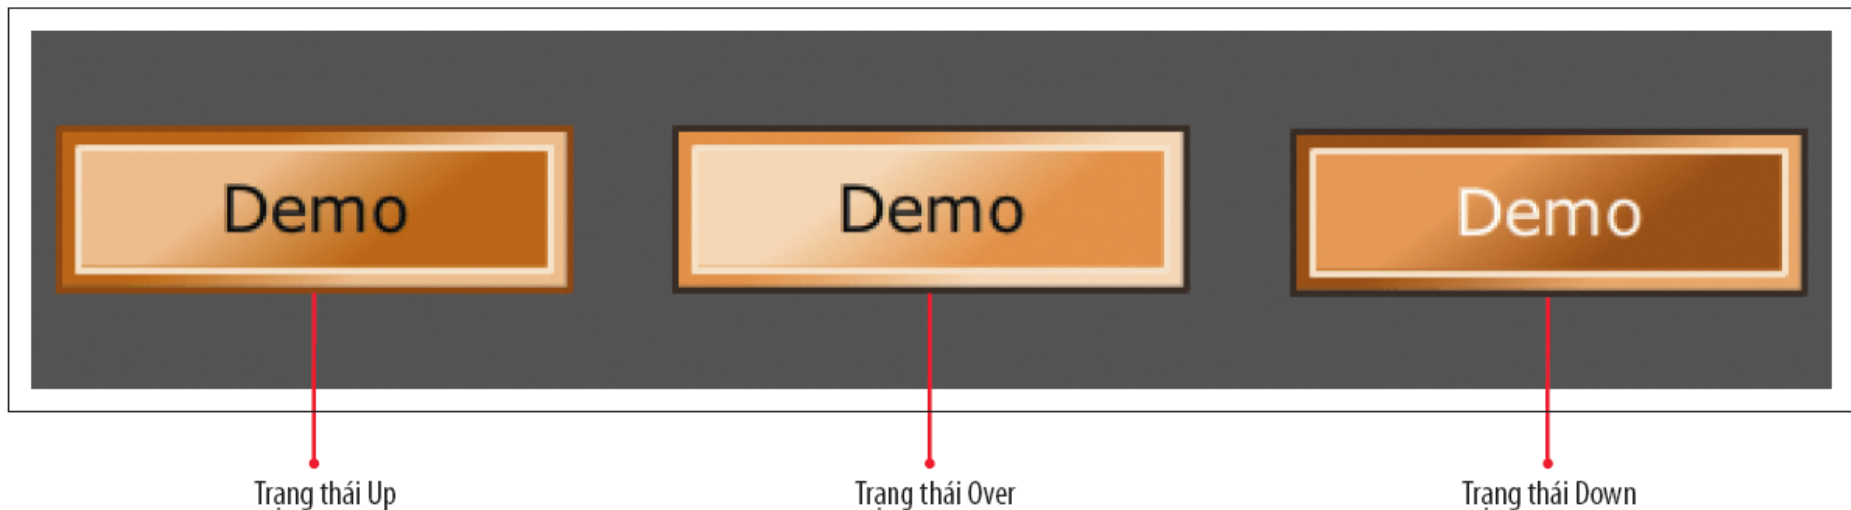 Demo
Demo
Demo
Trạng thái Up
Trạng thái Over
Trạng thái Down